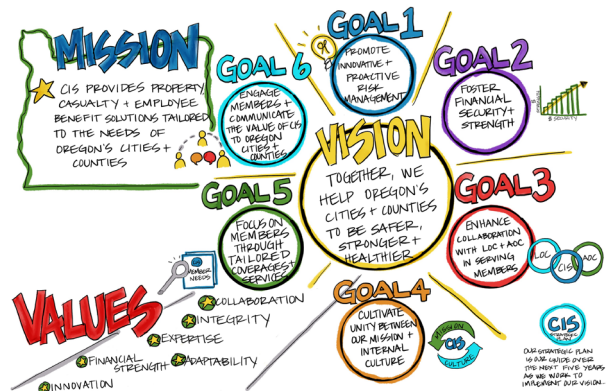 MISSION
CIS PROVIDES PROPERTY
CASUALTY + EMPLOYEE
BENEFIT SOLUTIONS TAILORED
TO THE NEEDS OF
OREGON'S CITIES +
COUNTIES
GOAL 1
PROMOTE
INNOVATIVE +
PROACTIVE
RISK
MANAGEMENT
GOAL 2
FOSTER
FINANCIAL
SECURITY +
STRENGTH
$ SECURITY
GOAL 6
ENGAGE
MEMBERS +
COMMUNICATE
THE VALUE OF CIS
TO OREGON
CITIES +
COUNTIES
VISION
TOGETHER, WE
HELP OREGON'S
CITIES + COUNTIES
TO BE SAFER,
STRONGER +
HEALTHIER
GOAL 5
FOCUS ON
MEMBERS
THROUGH
TAILORED
COVERAGES +
SERVICES
MEMBER
NEEDS
GOAL 3
ENHANCE
COLLABORATION
WITH LOC + AOC
IN SERVING
MEMBERS
LOC
CIS
AOC
GOAL 4
CULTIVATE
UNITY BETWEEN
OUR MISSION +
INTERNAL
CULTURE
MISSION
CIS
CULTURE
VALUES
COLLABORATION
INTEGRITY
EXPERTISE
FINANCIAL
STRENGTH
ADAPTABILITY
INNOVATION
CIS
STRATEGIC
PLAN
OUR STRATEGIC PLAN
IS OUR GUIDE OVER
THE NEXT FIVE YEARS
AS WE WORK TO
IMPLEMENT OUR VISION.